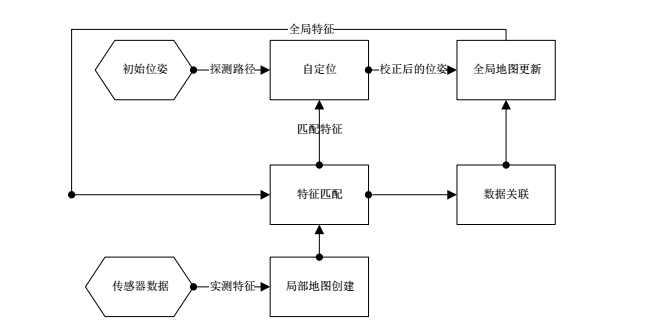 全局特征
初始位姿
探测路径
自定位
校正后的位姿
全局地图更新
匹配特征
特征匹配
数据关联
传感器数据
实测特征
局部地图创建